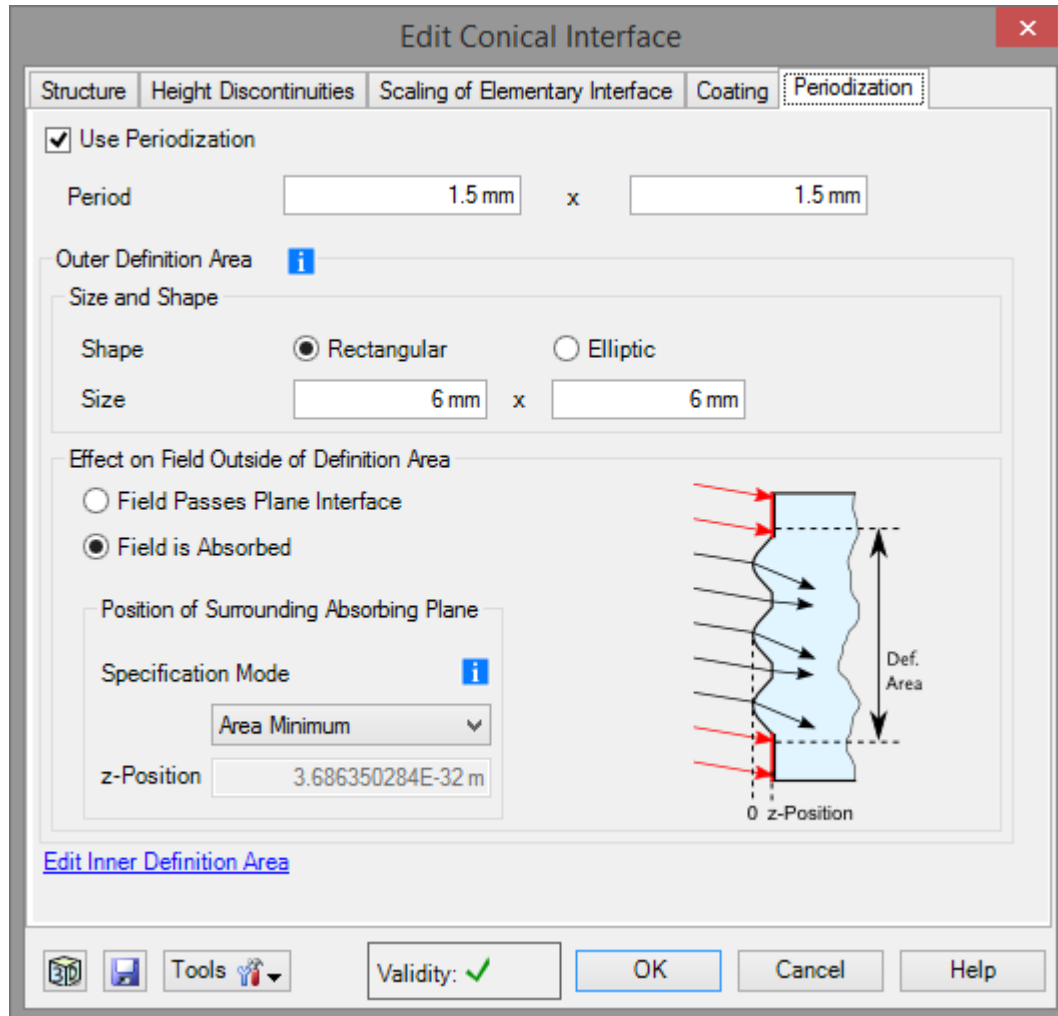 Edit Conical Interface
Structure Height Discontinuities Scaling of Elementary Interface Coating Periodization
Use Periodization
Period 1.5 mm x 1.5 mm
Outer Definition Area i
Size and Shape
Shape Rectangular Elliptic
Size 6 mm x 6 mm
Effect on Field Outside of Definition Area
Field Passes Plane Interface
Field is Absorbed
Position of Surrounding Absorbing Plane
Specification Mode i
Area Minimum
z-Position 3.686350284E-32 m
Def.
Area
0 z-Position
Edit Inner Definition Area
3D Tools Validity: OK Cancel Help